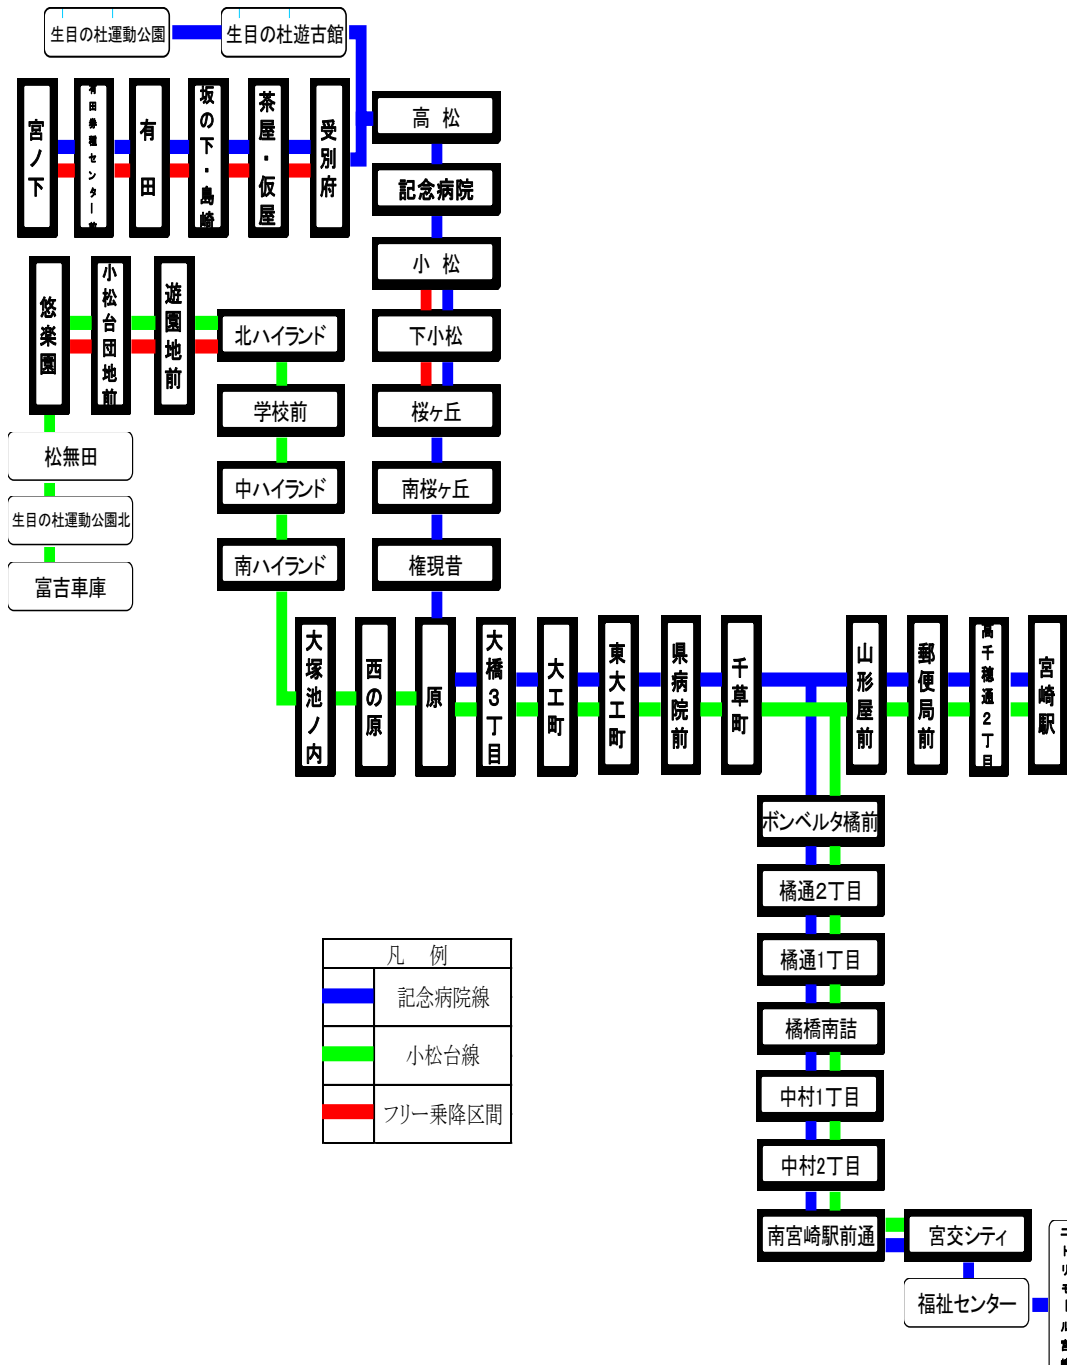 生目の杜運動公園
生目の杜遊古館
宮ノ下
有田
坂の下・島崎
茶屋・仮屋
受別府
高松
記念病院
小松
下小松
桜ヶ丘
南桜ヶ丘
権現昔
悠楽園
小松台団地前
遊園地前
北ハイランド
学校前
中ハイランド
南ハイランド
松無田
生目の杜運動公園北
富吉車庫
大塚池ノ内
西の原
原
大橋3丁目
大工町
東大工町
県病院前
千草町
山形屋前
郵便局前
高千穂通2丁目
宮崎駅
ボンベルタ橘前
橘通2丁目
橘通1丁目
橘橋南詰
中村1丁目
中村2丁目
南宮崎駅前通
宮交シティ
福祉センター
凡例
記念病院線
小松台線
フリー乗降区間